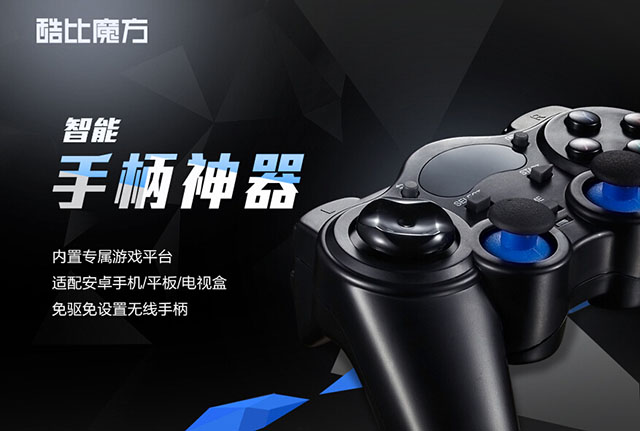 酷比魔方
智能
手柄神器
内置专属游戏平台
适配安卓手机/平板/电视盒
免驱免设置无线手柄